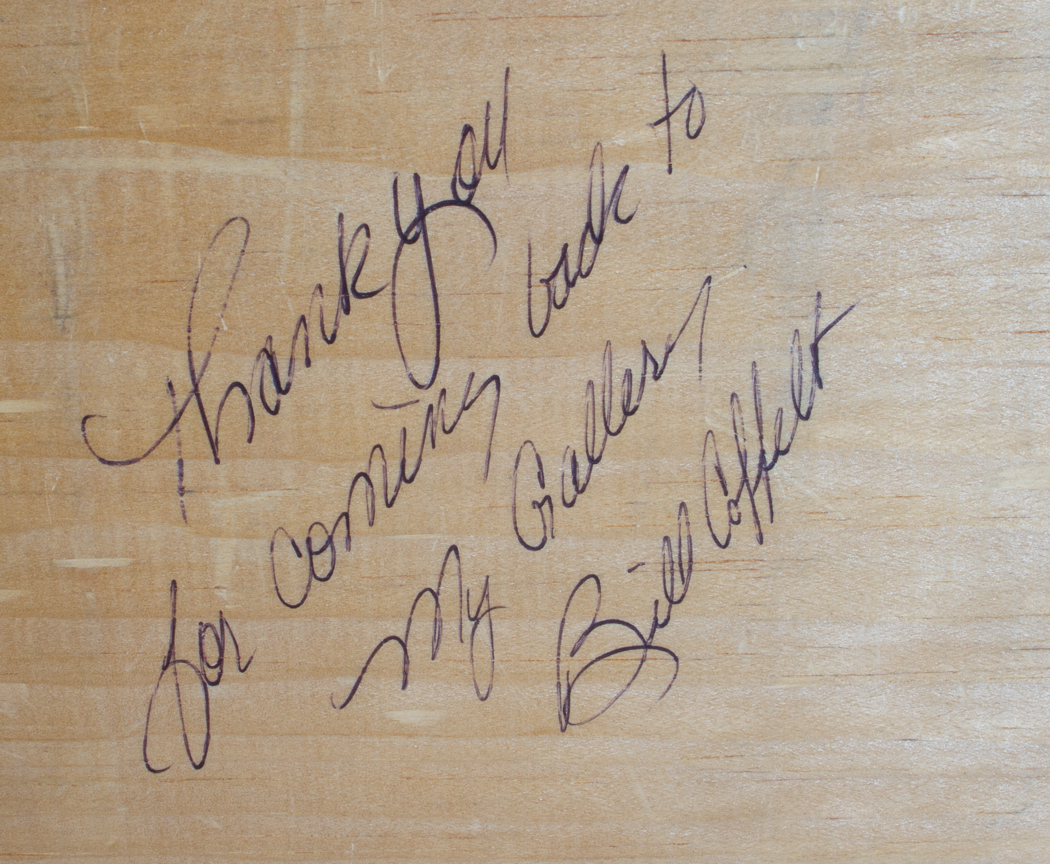 Thank you
for coming back to
My Gallery
Bill Coffelt